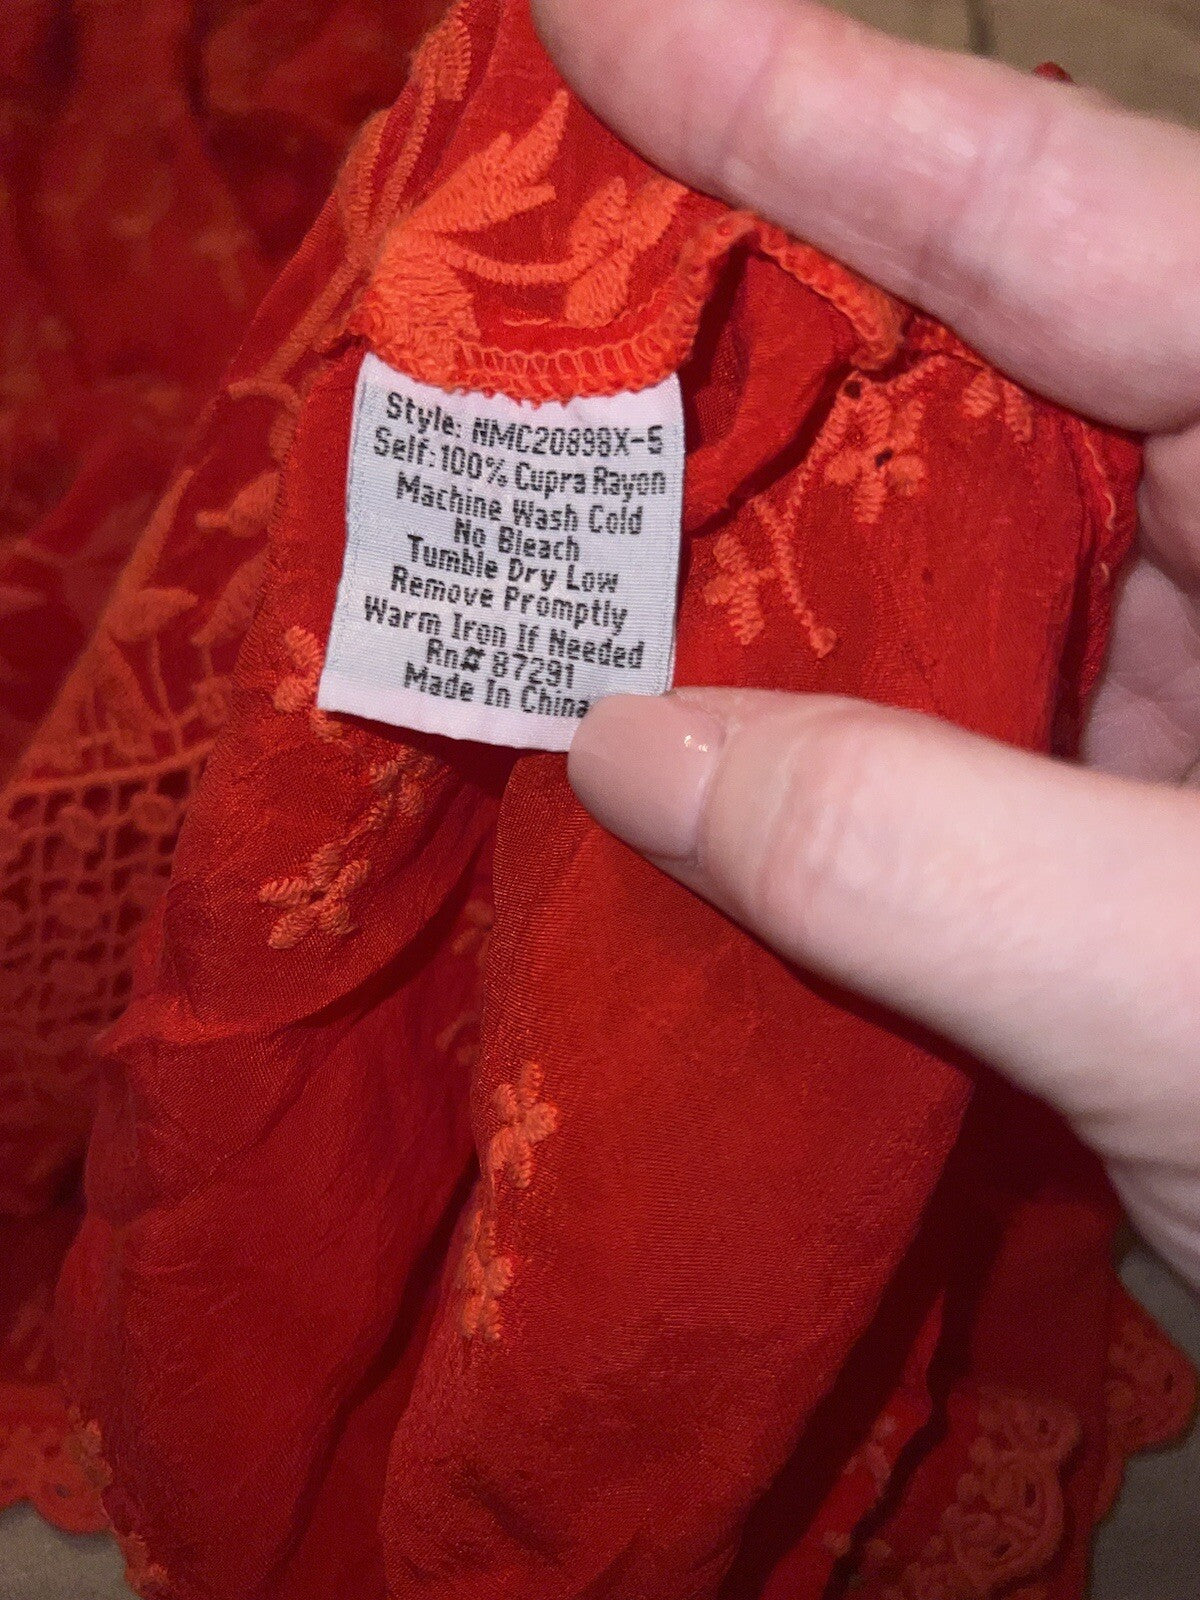 Style: NMC20898X-5
Self:100% Cupra Rayon
Machine Wash Cold
No Bleach
Tumble Dry Low
Remove Promptly
Warm Iron If Needed
Rn# 87291
Made In China